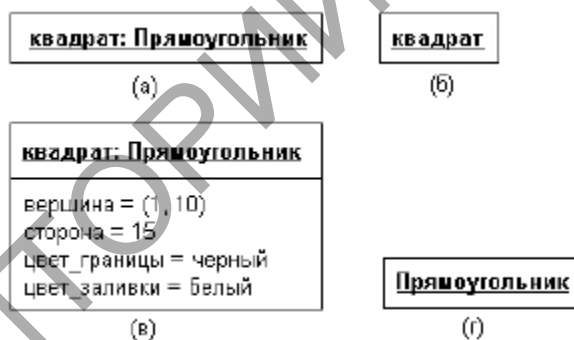 квадрат: Прямоугольник
квадрат
(а)
(б)
квадрат: Прямоугольник
вершина = (1, 10)
сторона = 15
цвет_границы = черный
цвет_заливки = белый
Прямоугольник
(в)
(г)